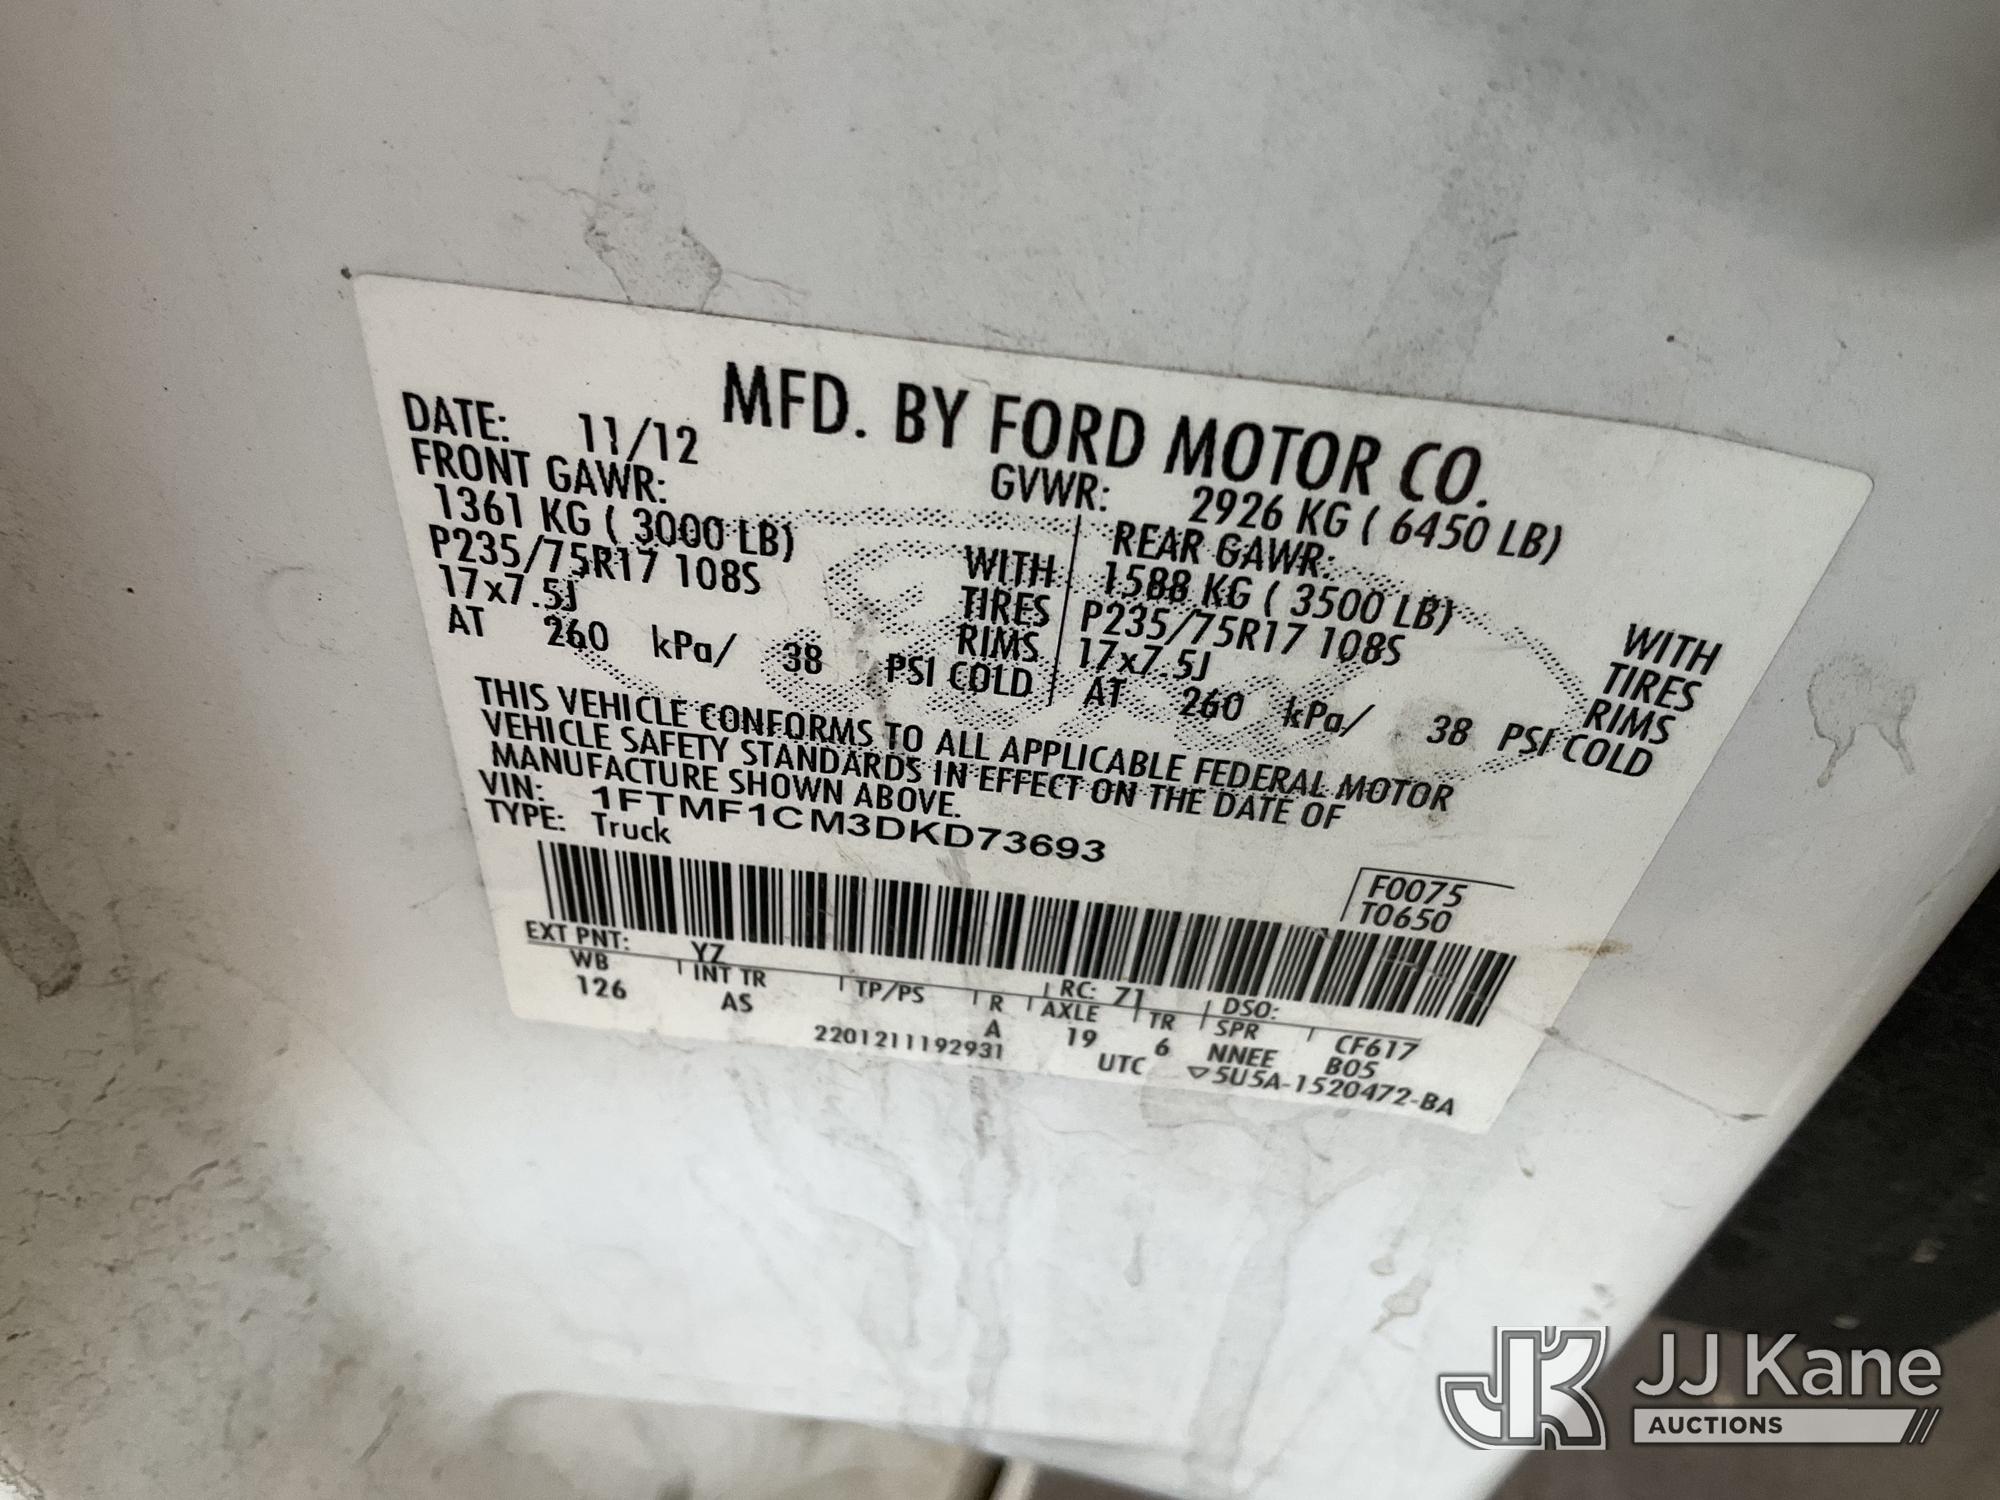 MFD. BY FORD MOTOR CO.
DATE: 11/12 GVWR: 2926 KG ( 6450 LB)
FRONT GAWR: REAR GAWR:
1361 KG ( 3000 LB) WITH 1588 KG ( 3500 LB) WITH
P235/75R17 108S TIRES P235/75R17 108S TIRES
17x7.5J RIMS 17x7.5J RIMS
AT 260 kPa/ 38 PSI COLD AT 260 kPa/ 38 PSI COLD
THIS VEHICLE CONFORMS TO ALL APPLICABLE FEDERAL MOTOR
VEHICLE SAFETY STANDARDS IN EFFECT ON THE DATE OF
MANUFACTURE SHOWN ABOVE.
VIN: 1FTMF1CM3DKD73693
TYPE: Truck
F0075
T0650
EXT PNT: YZ RC: 71 DSO:
WB INT TR TP/PS R AXLE TR SPR CF617
126 AS A 19 6 NNEE B05
2201211192931 UTC ▽5U5A-1520472-BA
JK JJ Kane
AUCTIONS